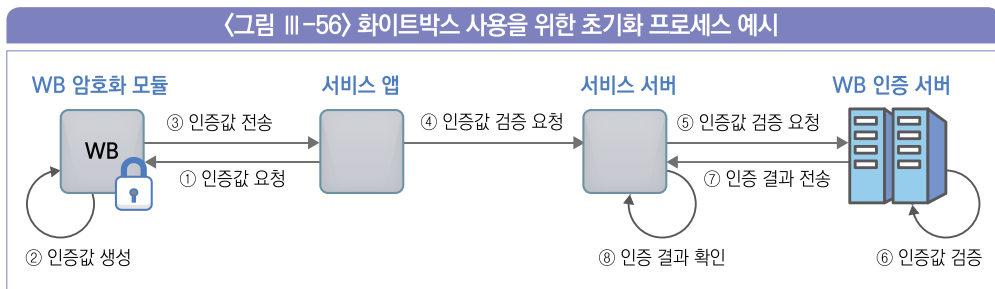 〈그림 Ⅲ-56〉 화이트박스 사용을 위한 초기화 프로세스 예시
WB 암호화 모듈
서비스 앱
서비스 서버
WB 인증 서버
③ 인증값 전송
④ 인증값 검증 요청
⑤ 인증값 검증 요청
WB
① 인증값 요청
⑦ 인증 결과 전송
② 인증값 생성
⑧ 인증 결과 확인
⑥ 인증값 검증